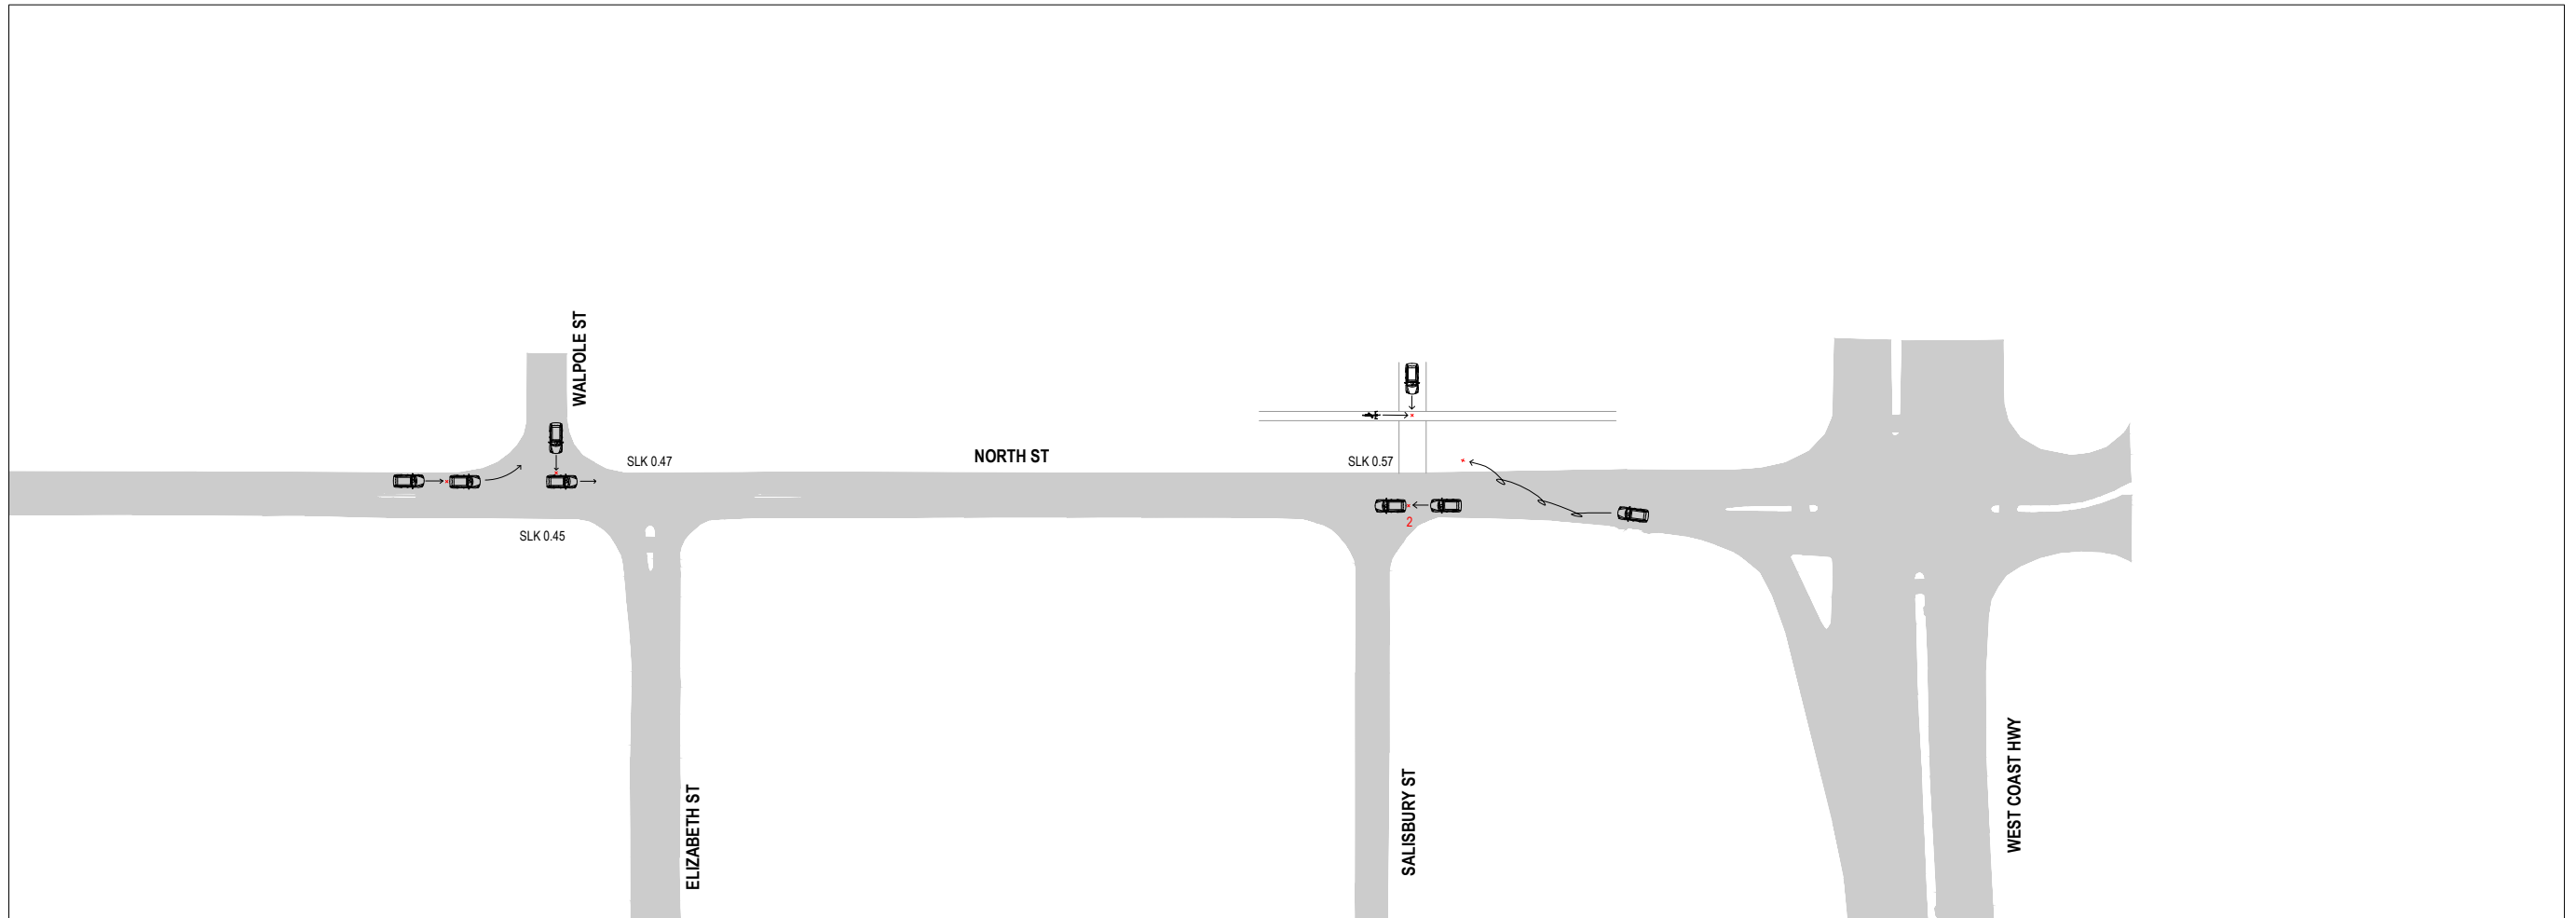 WALPOLE ST
SLK 0.47
NORTH ST
SLK 0.57
2
SLK 0.45
ELIZABETH ST
SALISBURY ST
WEST COAST HWY